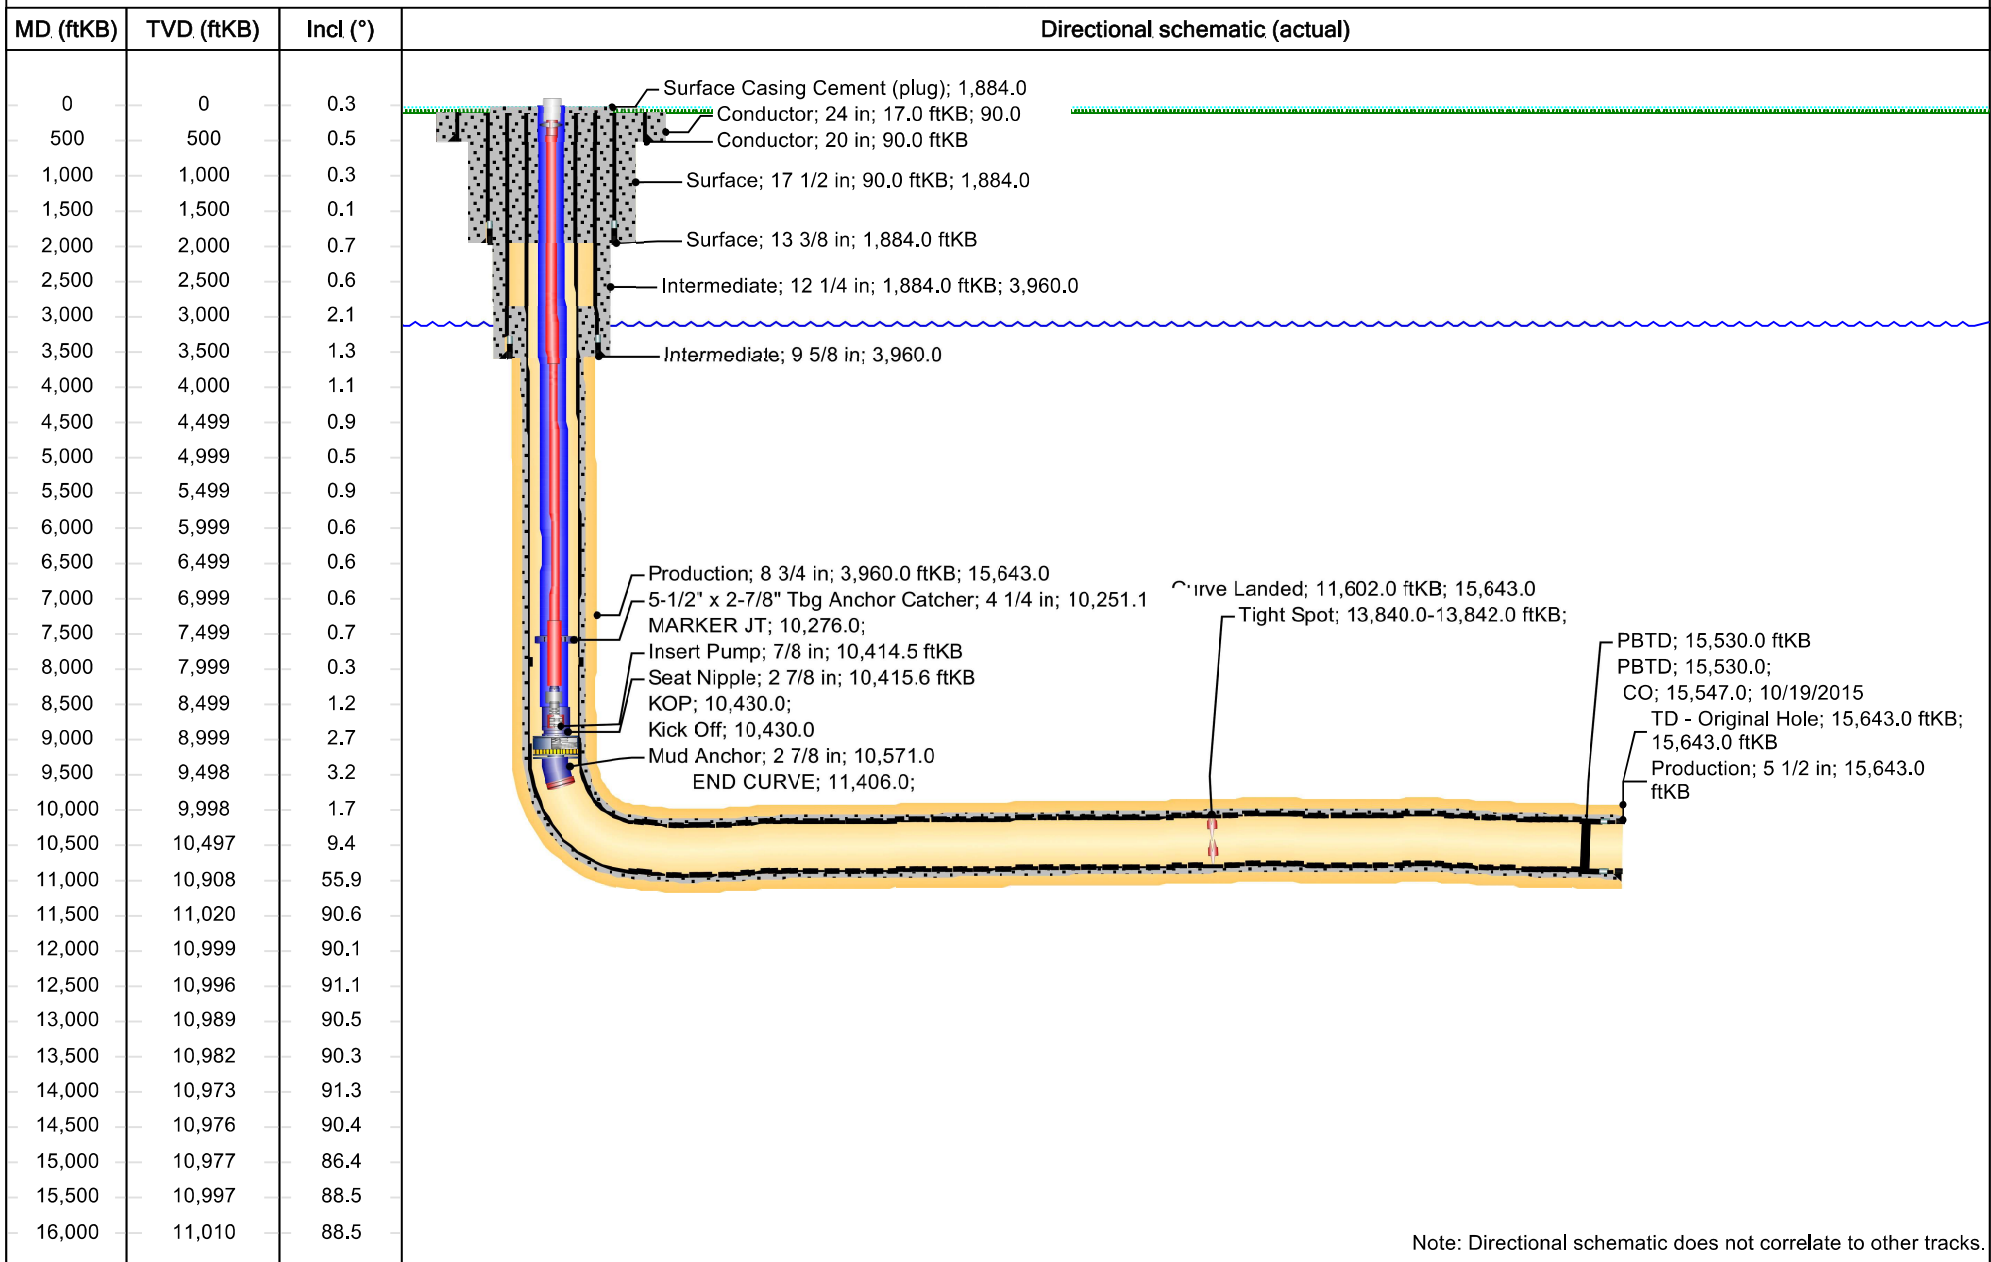 MD (ftKB) TVD (ftKB) Incl (°) Directional schematic (actual)
0 0 0.3
500 500 0.5
1,000 1,000 0.3
1,500 1,500 0.1
2,000 2,000 0.7
2,500 2,500 0.6
3,000 3,000 2.1
3,500 3,500 1.3
4,000 4,000 1.1
4,500 4,499 0.9
5,000 4,999 0.5
5,500 5,499 0.9
6,000 5,999 0.6
6,500 6,499 0.6
7,000 6,999 0.6
7,500 7,499 0.7
8,000 7,999 0.3
8,500 8,499 1.2
9,000 8,999 2.7
9,500 9,498 3.2
10,000 9,998 1.7
10,500 10,497 9.4
11,000 10,908 55.9
11,500 11,020 90.6
12,000 10,999 90.1
12,500 10,996 91.1
13,000 10,989 90.5
13,500 10,982 90.3
14,000 10,973 91.3
14,500 10,976 90.4
15,000 10,977 86.4
15,500 10,997 88.5
16,000 11,010 88.5
Surface Casing Cement (plug); 1,884.0
Conductor; 24 in; 17.0 ftKB; 90.0
Conductor; 20 in; 90.0 ftKB
Surface; 17 1/2 in; 90.0 ftKB; 1,884.0
Surface; 13 3/8 in; 1,884.0 ftKB
Intermediate; 12 1/4 in; 1,884.0 ftKB; 3,960.0
Intermediate; 9 5/8 in; 3,960.0
Production; 8 3/4 in; 3,960.0 ftKB; 15,643.0
5-1/2" x 2-7/8" Tbg Anchor Catcher; 4 1/4 in; 10,251.1
MARKER JT; 10,276.0;
Insert Pump; 7/8 in; 10,414.5 ftKB
Seat Nipple; 2 7/8 in; 10,415.6 ftKB
KOP; 10,430.0;
Kick Off; 10,430.0
Mud Anchor; 2 7/8 in; 10,571.0
END CURVE; 11,406.0;
Curve Landed; 11,602.0 ftKB; 15,643.0
Tight Spot; 13,840.0-13,842.0 ftKB;
PBTD; 15,530.0 ftKB
PBTD; 15,530.0;
CO; 15,547.0; 10/19/2015
TD - Original Hole; 15,643.0 ftKB;
15,643.0 ftKB
Production; 5 1/2 in; 15,643.0
ftKB
Note: Directional schematic does not correlate to other tracks.